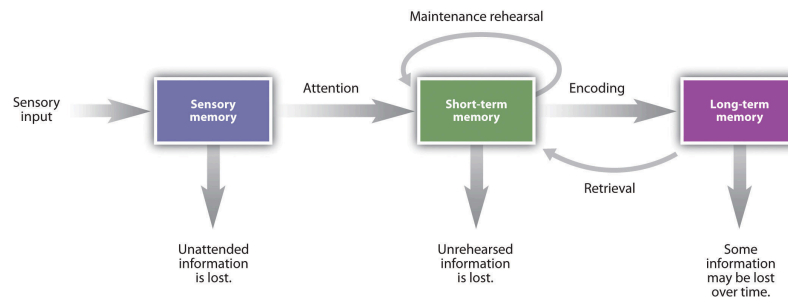 Maintenance rehearsal
Sensory
input
Sensory
memory
Attention
Short-term
memory
Encoding
Long-term
memory
Retrieval
Unattended
information
is lost.
Unrehearsed
information
is lost.
Some
information
may be lost
over time.